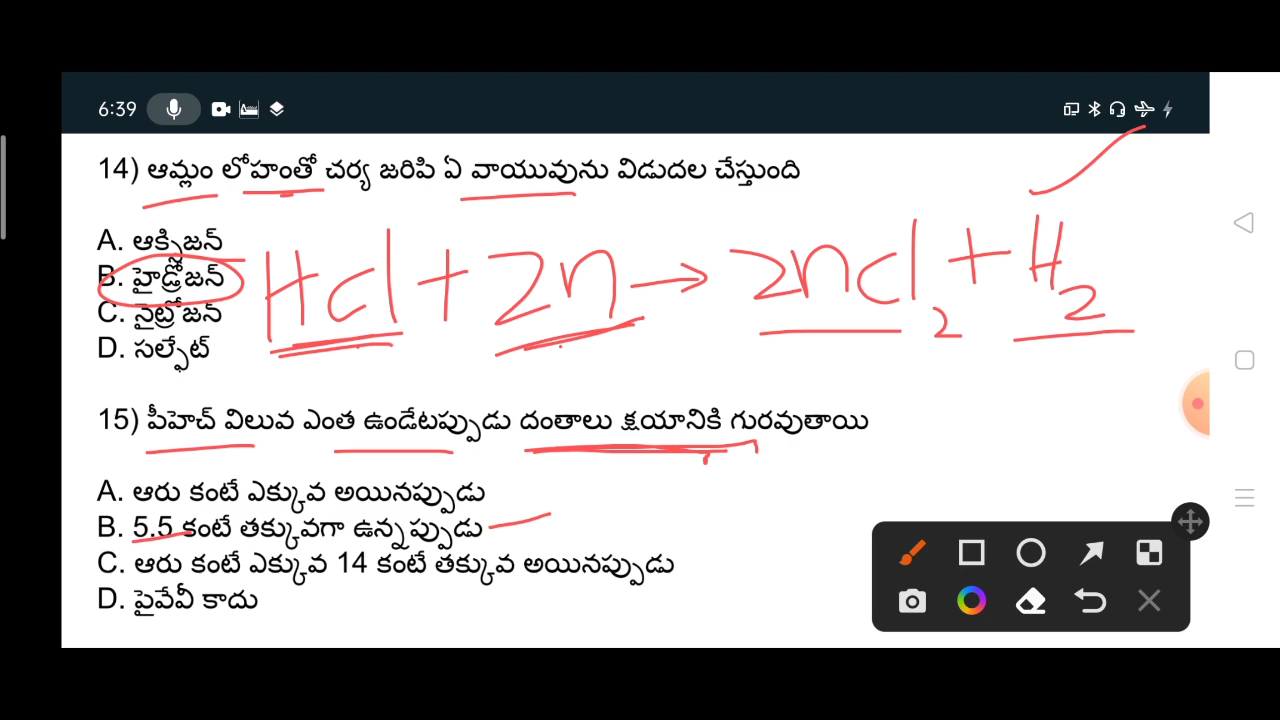 6:39
14) ఆమ్లం లోహంతో చర్య జరిపి ఏ వాయువును విడుదల చేస్తుంది
A. ఆక్సిజన్
B. హైడ్రోజన్
C. నైట్రోజన్
D. సల్ఫేట్
HCl + Zn → ZnCl2 + H2
15) పీహెచ్ విలువ ఎంత ఉండేటప్పుడు దంతాలు క్షయానికి గురవుతాయి
A. ఆరు కంటే ఎక్కువ అయినప్పుడు
B. 5.5 కంటే తక్కువగా ఉన్నప్పుడు
C. ఆరు కంటే ఎక్కువ 14 కంటే తక్కువ అయినప్పుడు
D. పైవేవీ కాదు